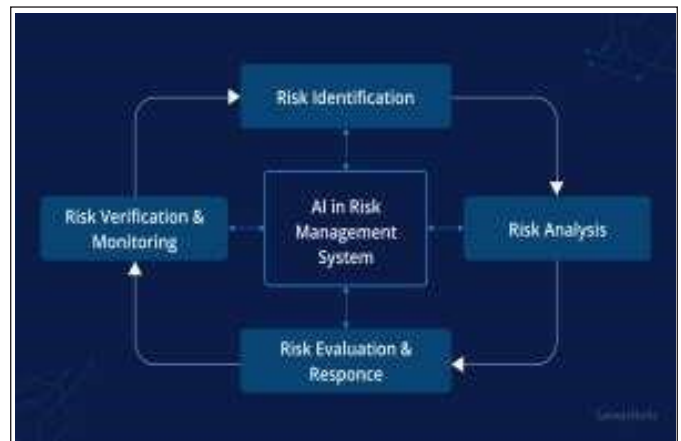 Risk Identification
AI in Risk
Management
System
Risk Verification &
Monitoring
Risk Analysis
Risk Evaluation &
Responce